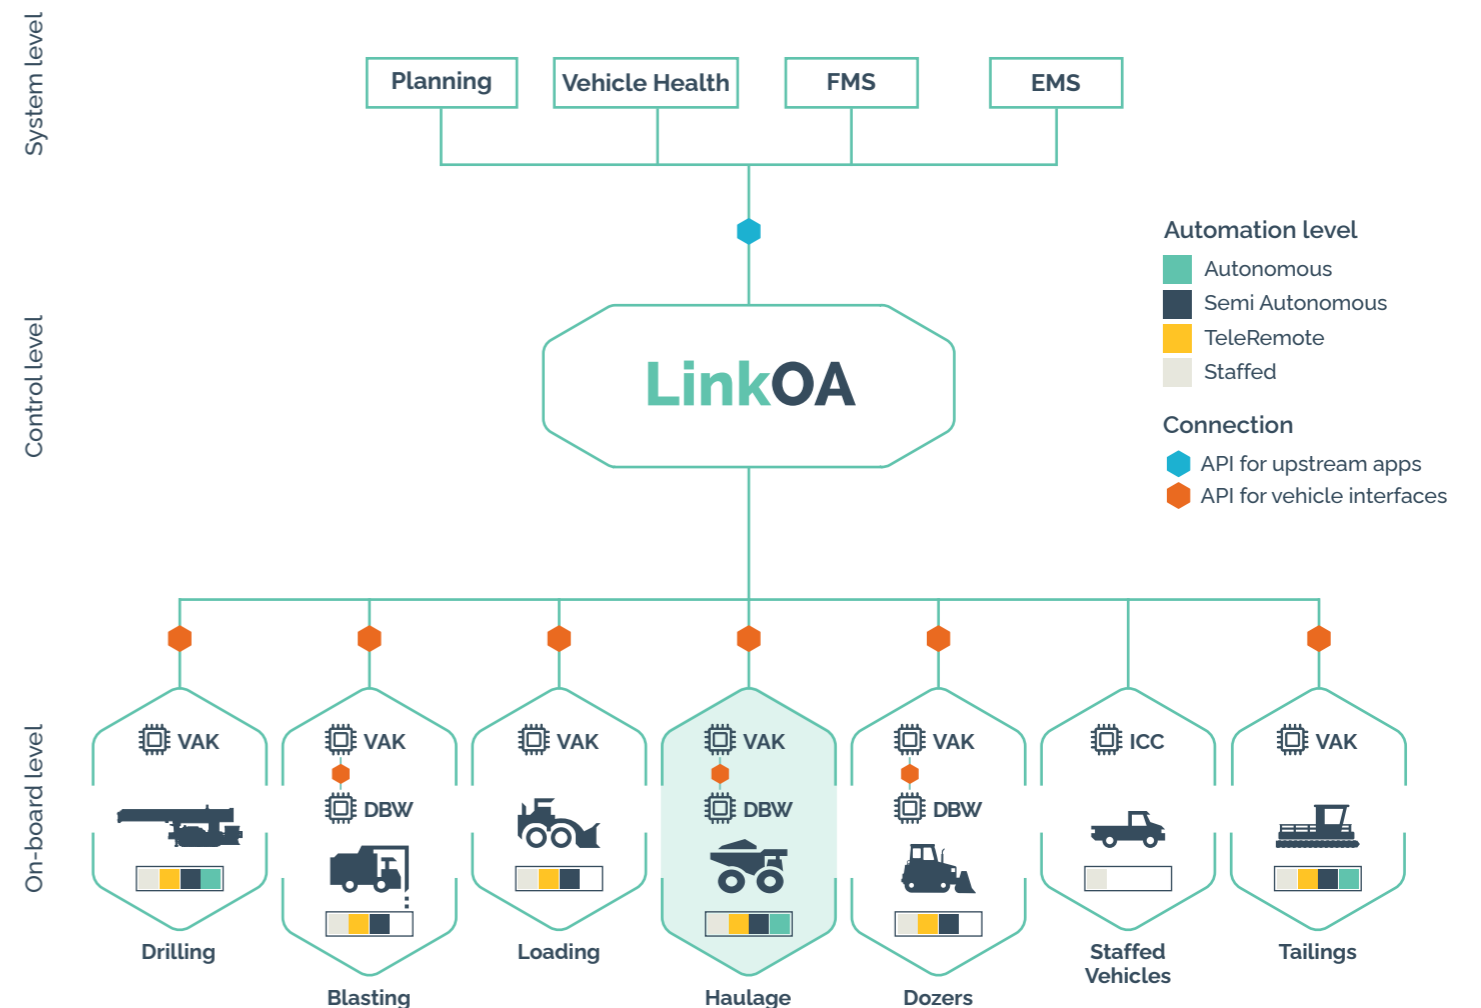 System level
Planning
Vehicle Health
FMS
EMS
Control level
LinkOA
Automation level
Autonomous
Semi Autonomous
TeleRemote
Staffed
Connection
API for upstream apps
API for vehicle interfaces
On-board level
VAK
VAK
VAK
VAK
VAK
ICC
VAK
DBW
DBW
DBW
Drilling
Loading
Staffed
Vehicles
Tailings
Blasting
Haulage
Dozers